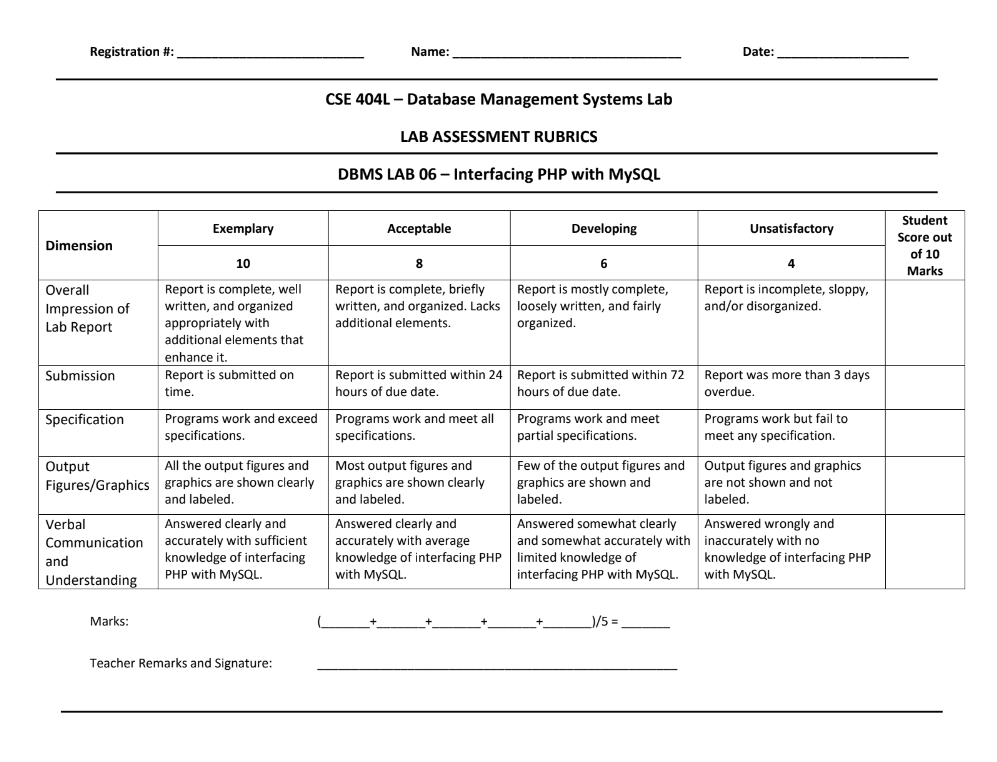 Registration #: ___________________________ Name: _________________________________ Date: ___________________
CSE 404L – Database Management Systems Lab
LAB ASSESSMENT RUBRICS
DBMS LAB 06 – Interfacing PHP with MySQL
Dimension
Exemplary
Acceptable
Developing
Unsatisfactory
Student
Score out
of 10
Marks
10
8
6
4
Overall
Impression of
Lab Report
Report is complete, well
written, and organized
appropriately with
additional elements that
enhance it.
Report is complete, briefly
written, and organized. Lacks
additional elements.
Report is mostly complete,
loosely written, and fairly
organized.
Report is incomplete, sloppy,
and/or disorganized.
Submission
Report is submitted on
time.
Report is submitted within 24
hours of due date.
Report is submitted within 72
hours of due date.
Report was more than 3 days
overdue.
Specification
Programs work and exceed
specifications.
Programs work and meet all
specifications.
Programs work and meet
partial specifications.
Programs work but fail to
meet any specification.
Output
Figures/Graphics
All the output figures and
graphics are shown clearly
and labeled.
Most output figures and
graphics are shown clearly
and labeled.
Few of the output figures and
graphics are shown and
labeled.
Output figures and graphics
are not shown and not
labeled.
Verbal
Communication
and
Understanding
Answered clearly and
accurately with sufficient
knowledge of interfacing
PHP with MySQL.
Answered clearly and
accurately with average
knowledge of interfacing PHP
with MySQL.
Answered somewhat clearly
and somewhat accurately with
limited knowledge of
interfacing PHP with MySQL.
Answered wrongly and
inaccurately with no
knowledge of interfacing PHP
with MySQL.
Marks: (_______+_______+_______+_______+_______)/5 = _______
Teacher Remarks and Signature: ____________________________________________________